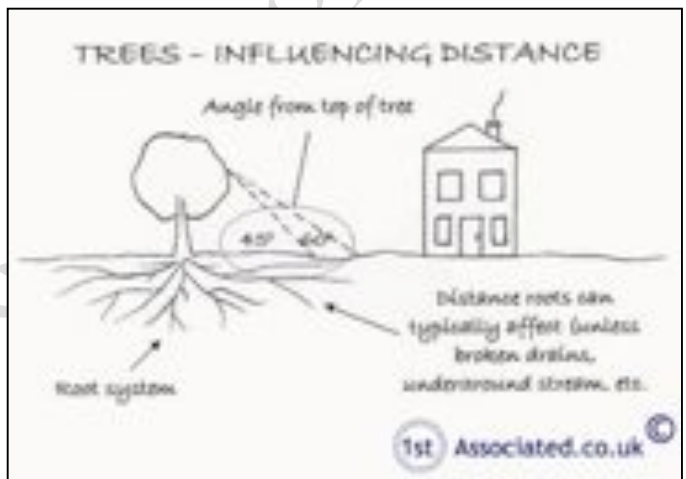 TREES - INFLUENCING DISTANCE
Angle from top of tree
45° 60°
Distance roots can
typically affect (unless
broken drains,
underground stream, etc.
Root system
1st Associated.co.uk ©